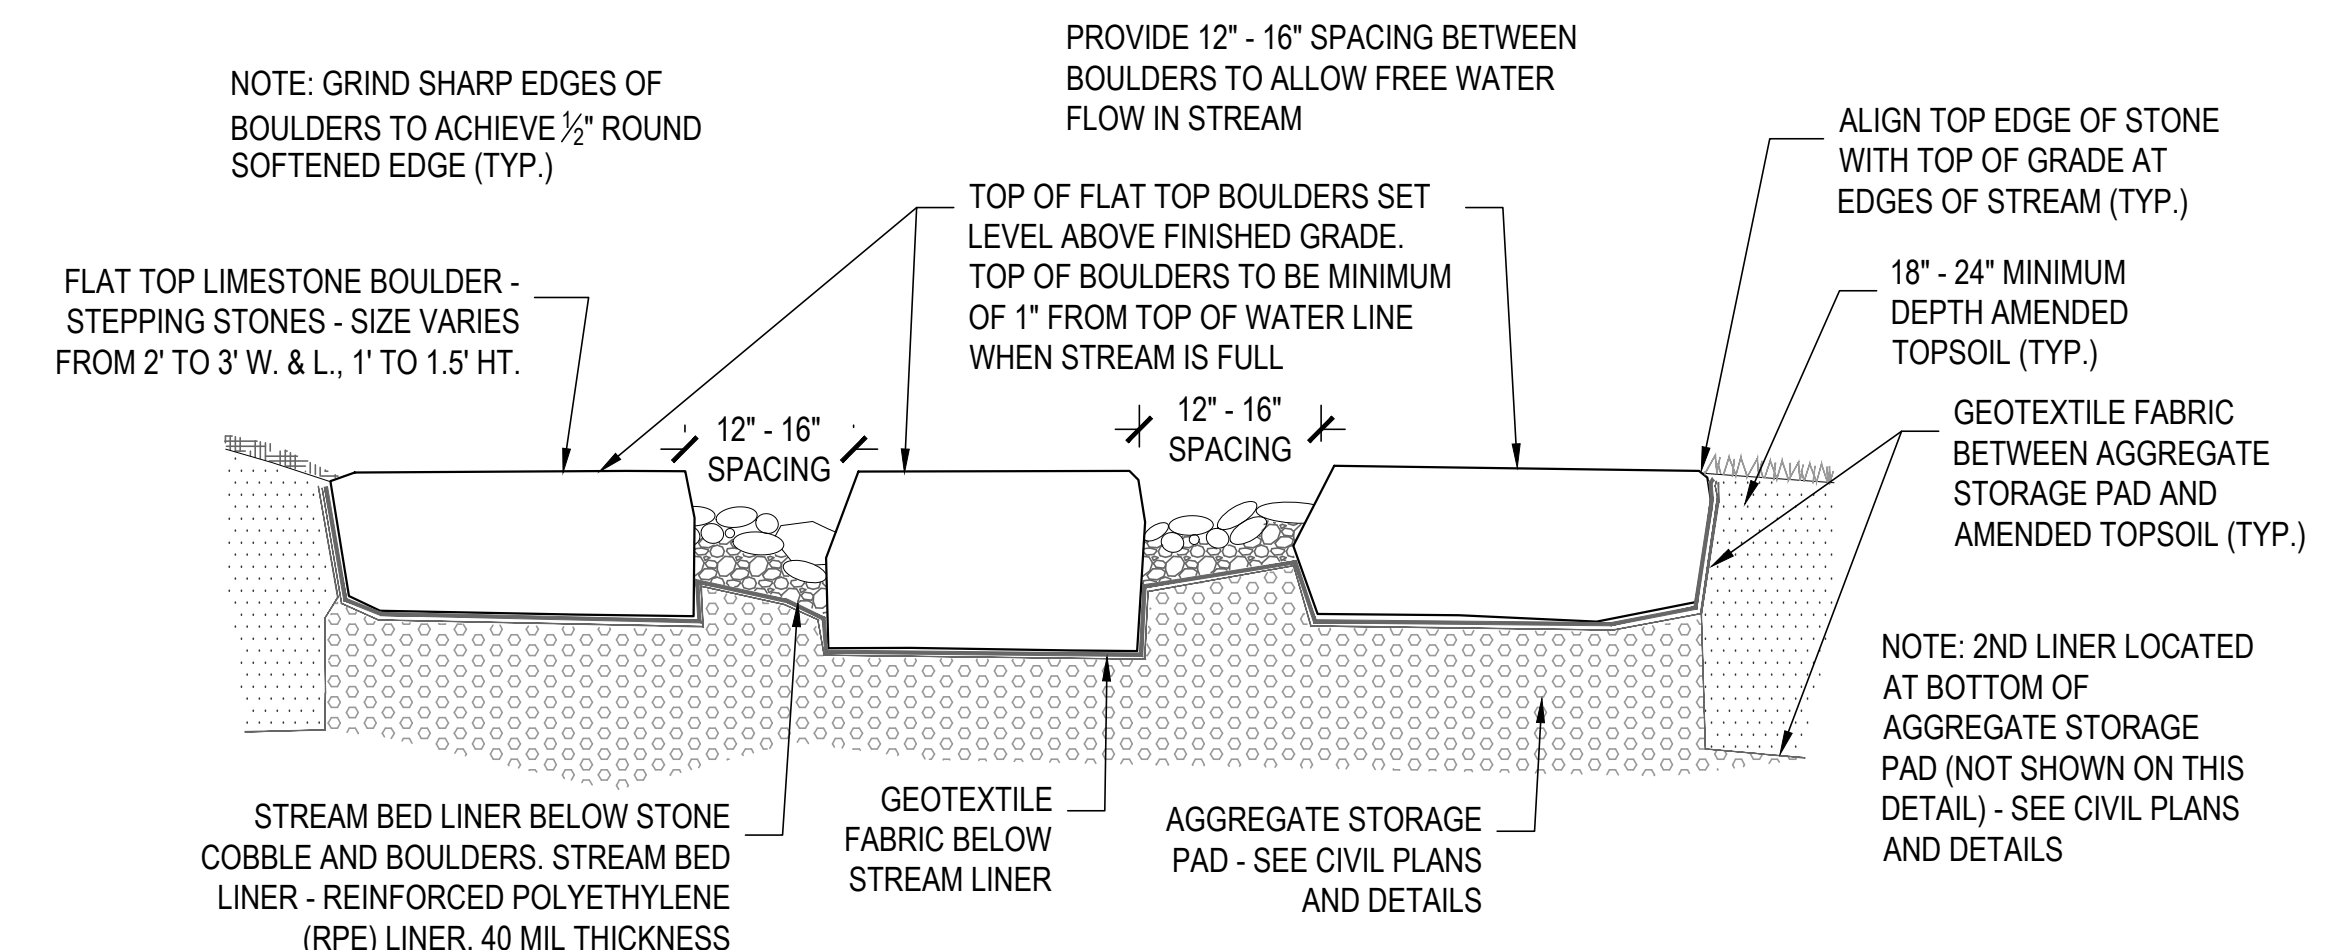 PROVIDE 12" - 16" SPACING BETWEEN
BOULDERS TO ALLOW FREE WATER
FLOW IN STREAM
NOTE: GRIND SHARP EDGES OF
BOULDERS TO ACHIEVE ½" ROUND
SOFTENED EDGE (TYP.)
ALIGN TOP EDGE OF STONE
WITH TOP OF GRADE AT
EDGES OF STREAM (TYP.)
TOP OF FLAT TOP BOULDERS SET
LEVEL ABOVE FINISHED GRADE.
TOP OF BOULDERS TO BE MINIMUM
OF 1" FROM TOP OF WATER LINE
WHEN STREAM IS FULL
FLAT TOP LIMESTONE BOULDER -
STEPPING STONES - SIZE VARIES
FROM 2' TO 3' W. & L., 1' TO 1.5' HT.
18" - 24" MINIMUM
DEPTH AMENDED
TOPSOIL (TYP.)
12" - 16"
SPACING
12" - 16"
SPACING
GEOTEXTILE FABRIC
BETWEEN AGGREGATE
STORAGE PAD AND
AMENDED TOPSOIL (TYP.)
NOTE: 2ND LINER LOCATED
AT BOTTOM OF
AGGREGATE STORAGE
PAD (NOT SHOWN ON THIS
DETAIL) - SEE CIVIL PLANS
AND DETAILS
STREAM BED LINER BELOW STONE
COBBLE AND BOULDERS. STREAM BED
LINER - REINFORCED POLYETHYLENE
(RPE) LINER, 40 MIL THICKNESS
GEOTEXTILE
FABRIC BELOW
STREAM LINER
AGGREGATE STORAGE
PAD - SEE CIVIL PLANS
AND DETAILS